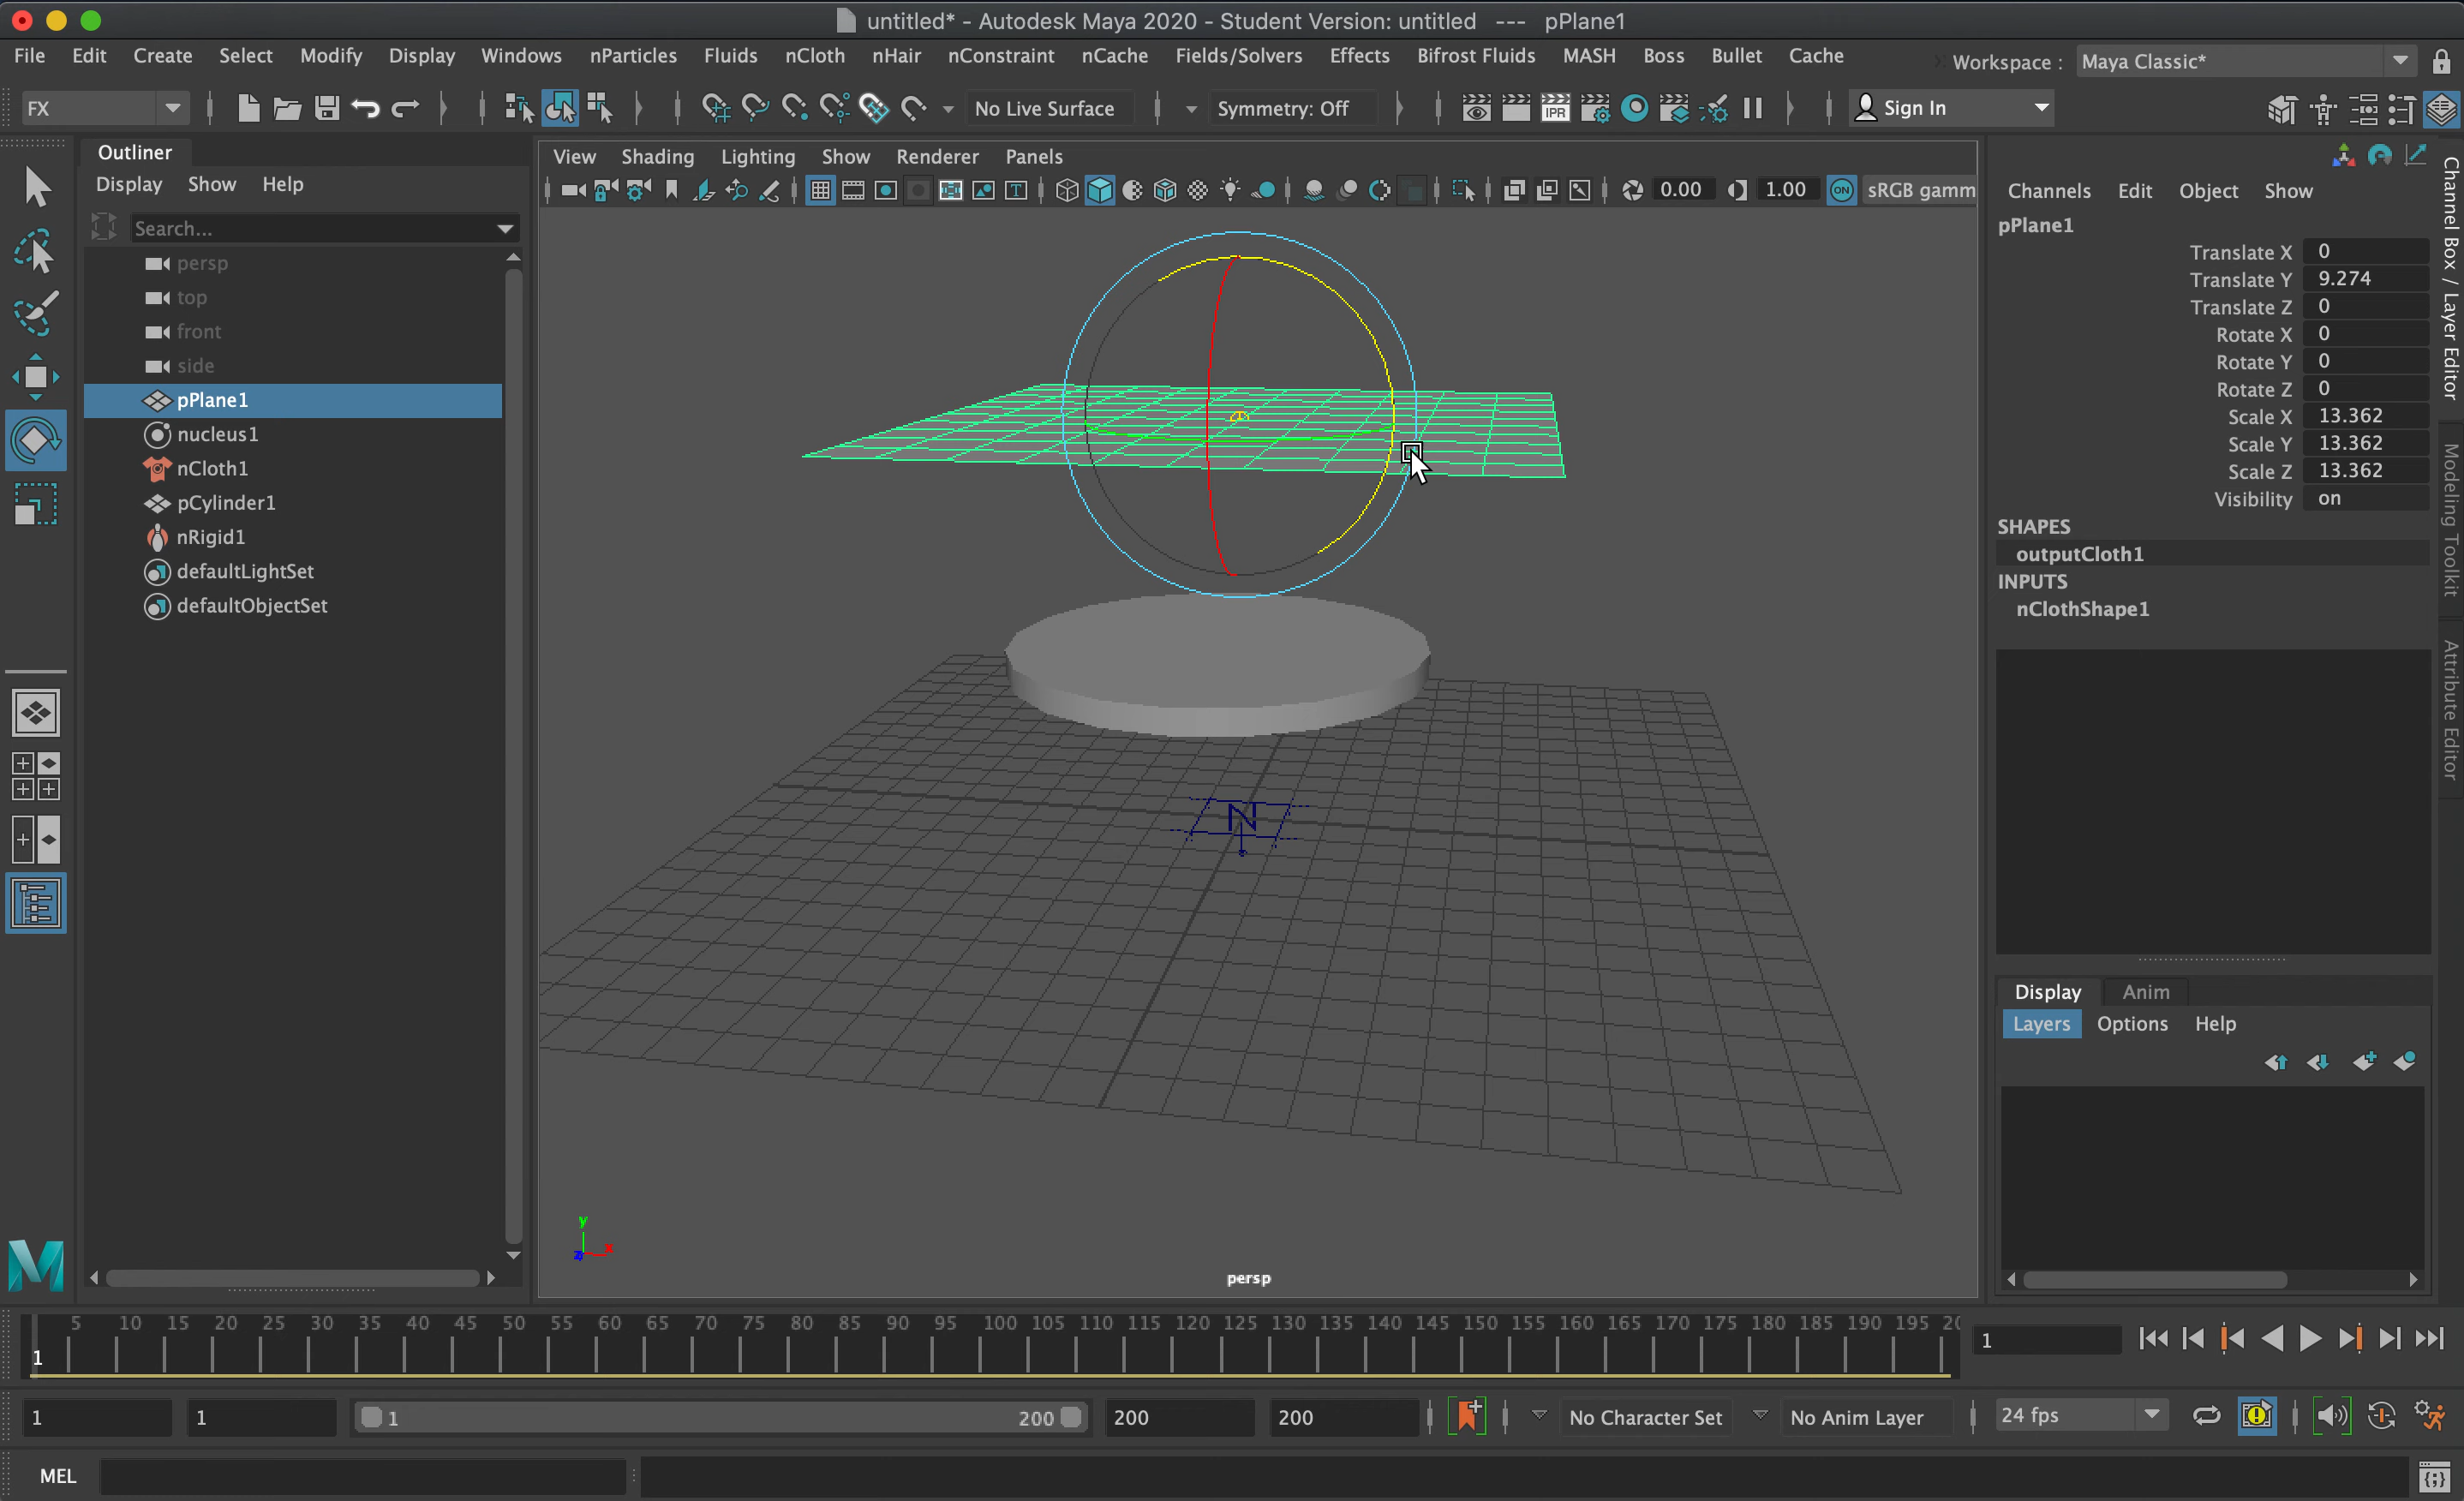 untitled* - Autodesk Maya 2020 - Student Version: untitled --- pPlane1
File Edit Create Select Modify Display Windows nParticles Fluids nCloth nHair nConstraint nCache Fields/Solvers Effects Bifrost Fluids MASH Boss Bullet Cache Workspace : Maya Classic*
FX No Live Surface Symmetry: Off IPR Sign In
Outliner
Display Show Help
Search...
persp
top
front
side
pPlane1
nucleus1
nCloth1
pCylinder1
nRigid1
defaultLightSet
defaultObjectSet
View Shading Lighting Show Renderer Panels
0.00 1.00 ON sRGB gamm
N
y
z x
persp
Channels Edit Object Show
pPlane1
Translate X 0
Translate Y 9.274
Translate Z 0
Rotate X 0
Rotate Y 0
Rotate Z 0
Scale X 13.362
Scale Y 13.362
Scale Z 13.362
Visibility on
SHAPES
outputCloth1
INPUTS
nClothShape1
Display Anim
Layers Options Help
Channel Box / Layer Editor
Modeling Toolkit
Attribute Editor
5 10 15 20 25 30 35 40 45 50 55 60 65 70 75 80 85 90 95 100 105 110 115 120 125 130 135 140 145 150 155 160 165 170 175 180 185 190 195 20
1 1
1 1 1 200 200 200 No Character Set No Anim Layer 24 fps
MEL